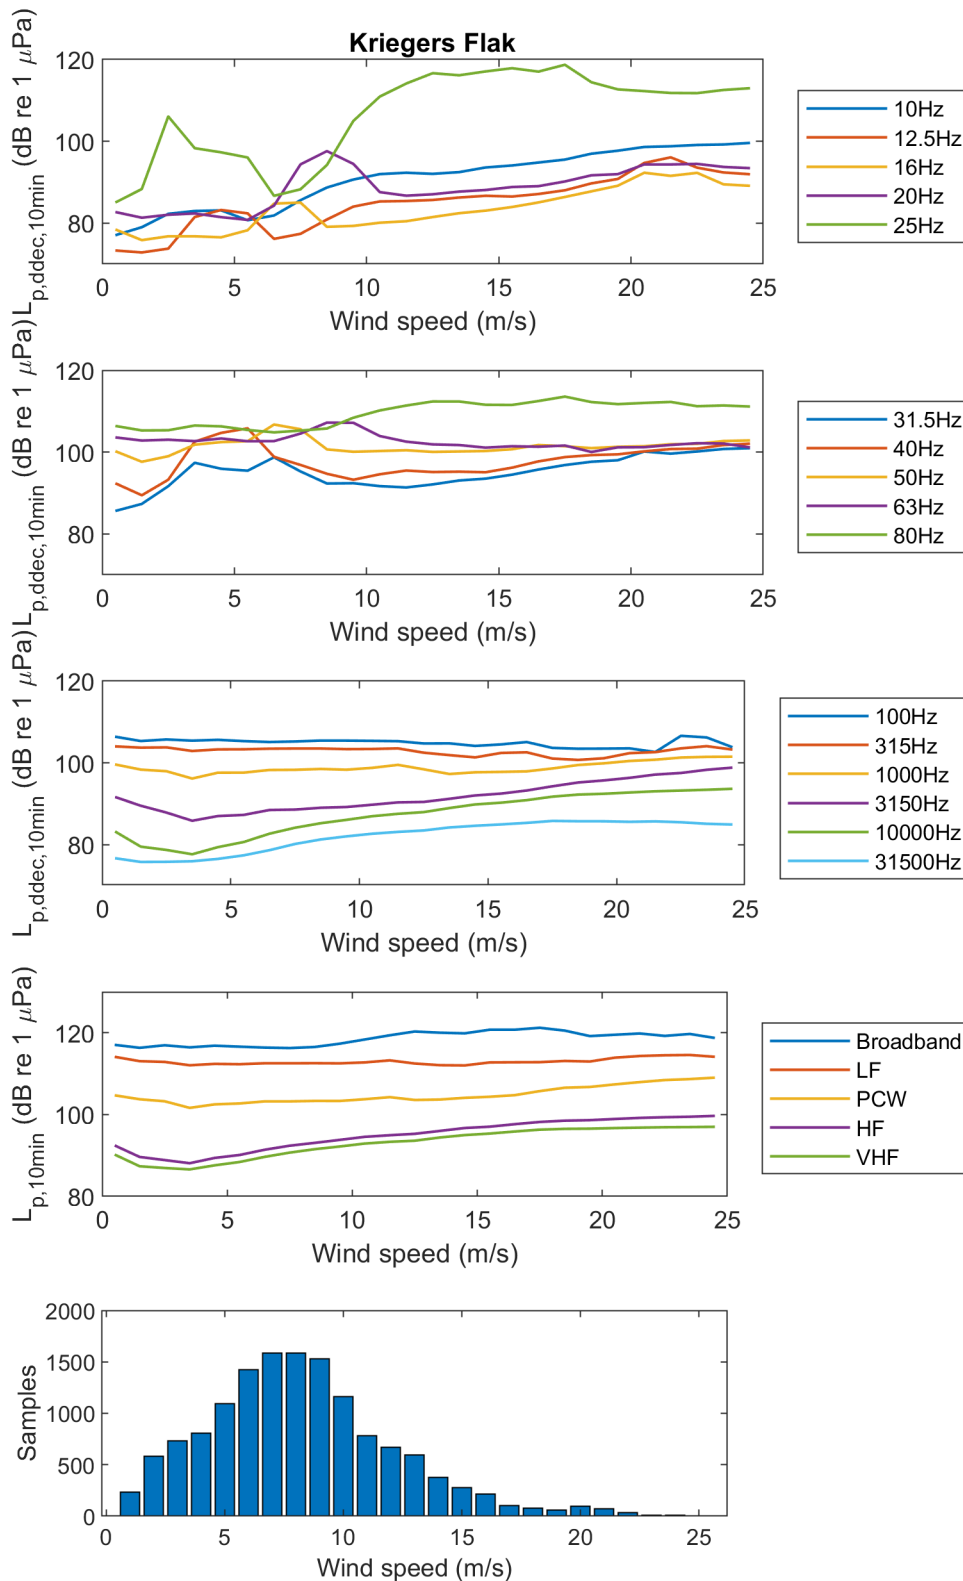 Kriegers Flak
L_p,ddec,10min (dB re 1 μPa)
120
100
80
0 5 10 15 20 25
Wind speed (m/s)
10Hz
12.5Hz
16Hz
20Hz
25Hz
L_p,ddec,10min (dB re 1 μPa)
120
100
80
0 5 10 15 20 25
Wind speed (m/s)
31.5Hz
40Hz
50Hz
63Hz
80Hz
L_p,ddec,10min (dB re 1 μPa)
120
100
80
0 5 10 15 20 25
Wind speed (m/s)
100Hz
315Hz
1000Hz
3150Hz
10000Hz
31500Hz
L_p,10min (dB re 1 μPa)
120
100
80
0 5 10 15 20 25
Wind speed (m/s)
Broadband
LF
PCW
HF
VHF
Samples
2000
1500
1000
500
0
0 5 10 15 20 25
Wind speed (m/s)